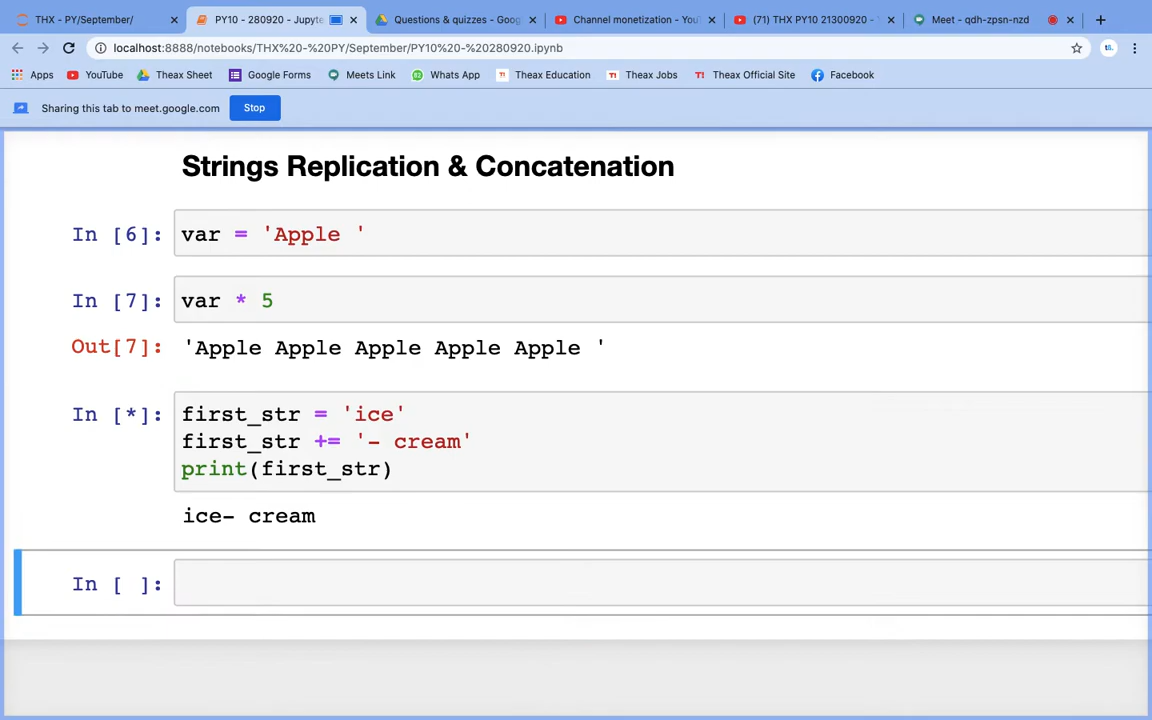 THX - PY/September/
PY10 - 280920 - Jupyte
Questions & quizzes - Goog
Channel monetization - You
(71) THX PY10 21300920 -
Meet - qdh-zpsn-nzd
localhost:8888/notebooks/THX%20-%20PY/September/PY10%20-%20280920.ipynb
Apps YouTube Theax Sheet Google Forms Meets Link Whats App Theax Education Theax Jobs Theax Official Site Facebook
Sharing this tab to meet.google.com Stop
Strings Replication & Concatenation
In [6]: var = 'Apple '
In [7]: var * 5
Out[7]: 'Apple Apple Apple Apple Apple '
In [*]: first_str = 'ice'
first_str += '- cream'
print(first_str)
ice- cream
In [ ]: